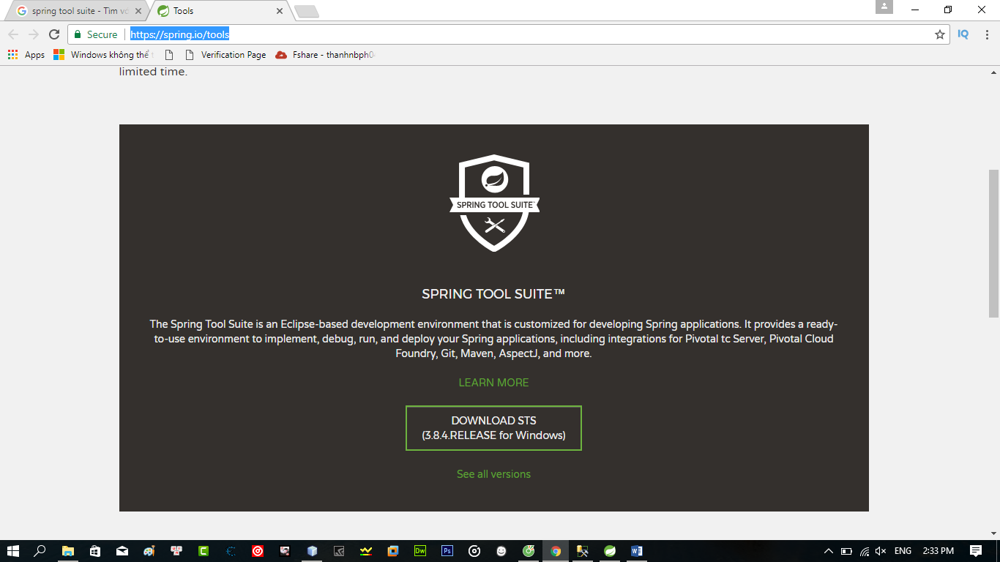 spring tool suite - Tìm vớ
Tools
Secure
https://spring.io/tools
IQ
Apps
Windows không thể t
Verification Page
Fshare - thanhnbph04
limited time.
SPRING TOOL SUITE
SPRING TOOL SUITE™
The Spring Tool Suite is an Eclipse-based development environment that is customized for developing Spring applications. It provides a ready-
to-use environment to implement, debug, run, and deploy your Spring applications, including integrations for Pivotal tc Server, Pivotal Cloud
Foundry, Git, Maven, AspectJ, and more.
LEARN MORE
DOWNLOAD STS
(3.8.4.RELEASE for Windows)
See all versions
Dw
Ps
ENG
2:33 PM